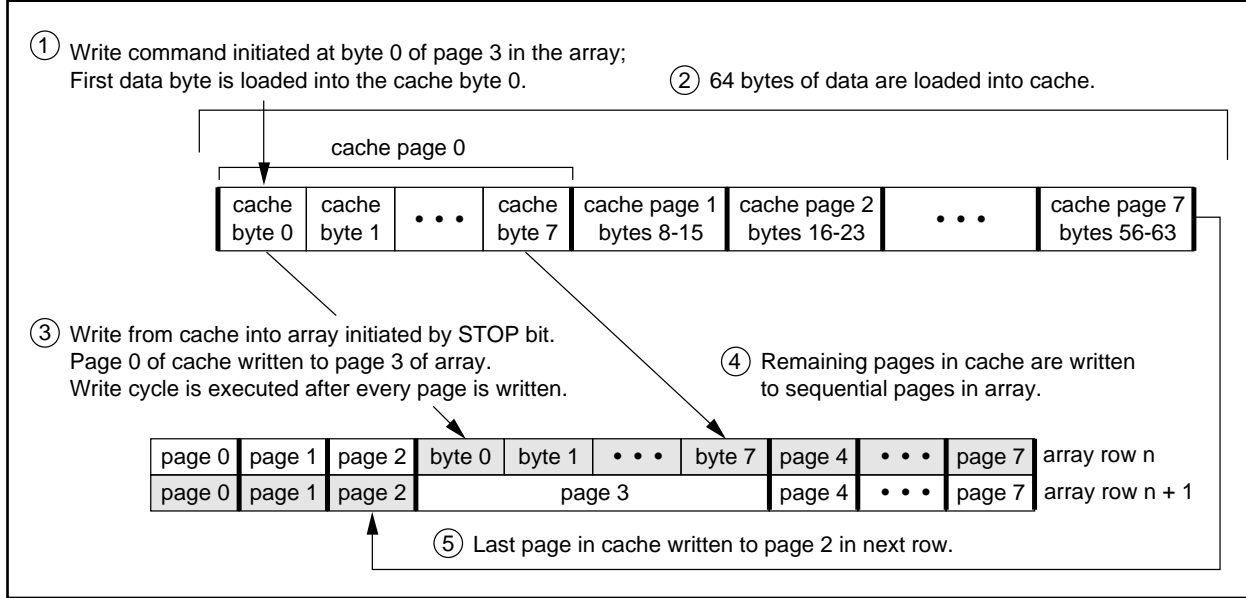 ① Write command initiated at byte 0 of page 3 in the array;
First data byte is loaded into the cache byte 0.
② 64 bytes of data are loaded into cache.
cache page 0
cache byte 0 cache byte 1 • • • cache byte 7 cache page 1 bytes 8-15 cache page 2 bytes 16-23 • • • cache page 7 bytes 56-63
③ Write from cache into array initiated by STOP bit.
Page 0 of cache written to page 3 of array.
Write cycle is executed after every page is written.
④ Remaining pages in cache are written
to sequential pages in array.
page 0 page 1 page 2 byte 0 byte 1 • • • byte 7 page 4 • • • page 7 array row n
page 0 page 1 page 2 page 3 page 4 • • • page 7 array row n + 1
⑤ Last page in cache written to page 2 in next row.